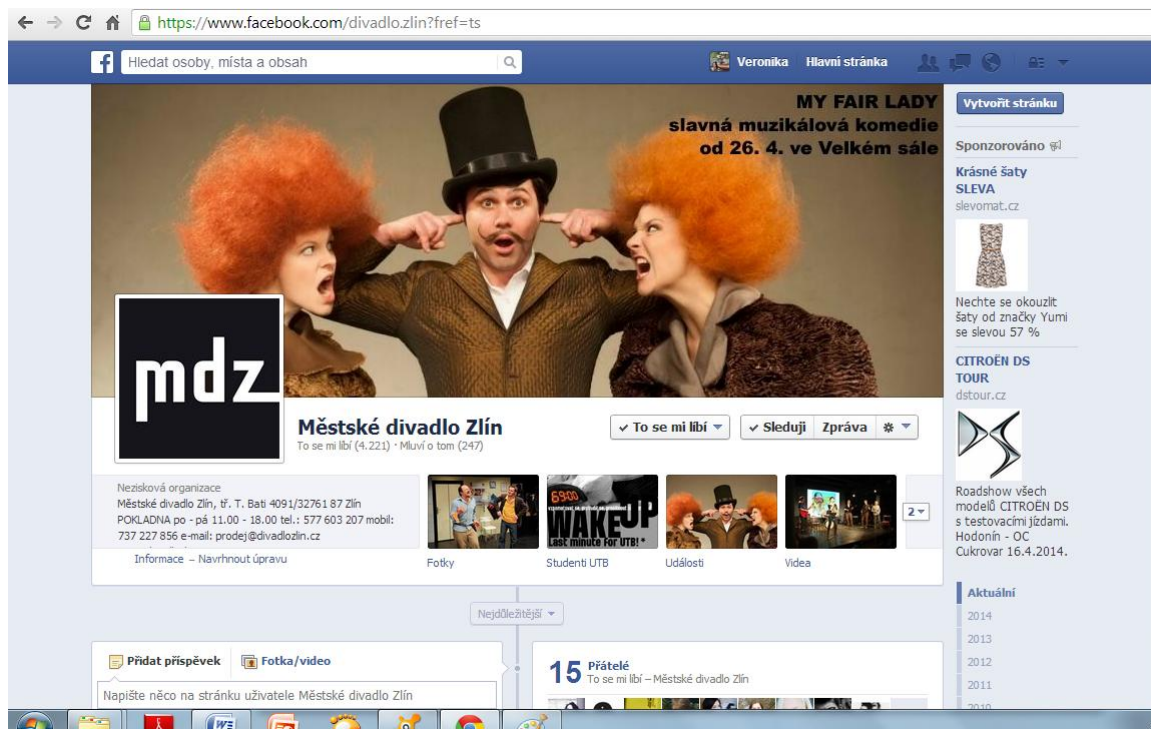 https://www.facebook.com/divadlo.zlin?fref=ts
f
Hledat osoby, místa a obsah
Veronika
Hlavní stránka
MY FAIR LADY
slavná muzikálová komedie
od 26. 4. ve Velkém sále
mdz
Městské divadlo Zlín
To se mi líbí (4.221) · Mluví o tom (247)
To se mi líbí
Sleduji
Zpráva
Nezisková organizace
Městské divadlo Zlín, tř. T. Bati 4091/32761 87 Zlín
POKLADNA po - pá 11.00 - 18.00 tel.: 577 603 207 mobil:
737 227 856 e-mail: prodej@divadlozlin.cz
Informace – Navrhnout úpravu
WAKEUP
Last minute for UTB! *
2
Fotky
Studenti UTB
Události
Videa
Nejdůležitější
Přidat příspěvek
Fotka/video
Napište něco na stránku uživatele Městské divadlo Zlín
15 Přátelé
To se mi líbí – Městské divadlo Zlín
Vytvořit stránku
Sponzorováno
Krásné šaty
SLEVA
slevomat.cz
Nechte se okouzlit
šaty od značky Yumi
se slevou 57 %
CITROËN DS
TOUR
dstour.cz
Roadshow všech
modelů CITROËN DS
s testovacími jízdami.
Hodonín - OC
Cukrovar 16.4.2014.
Aktuální
2014
2013
2012
2011
2010